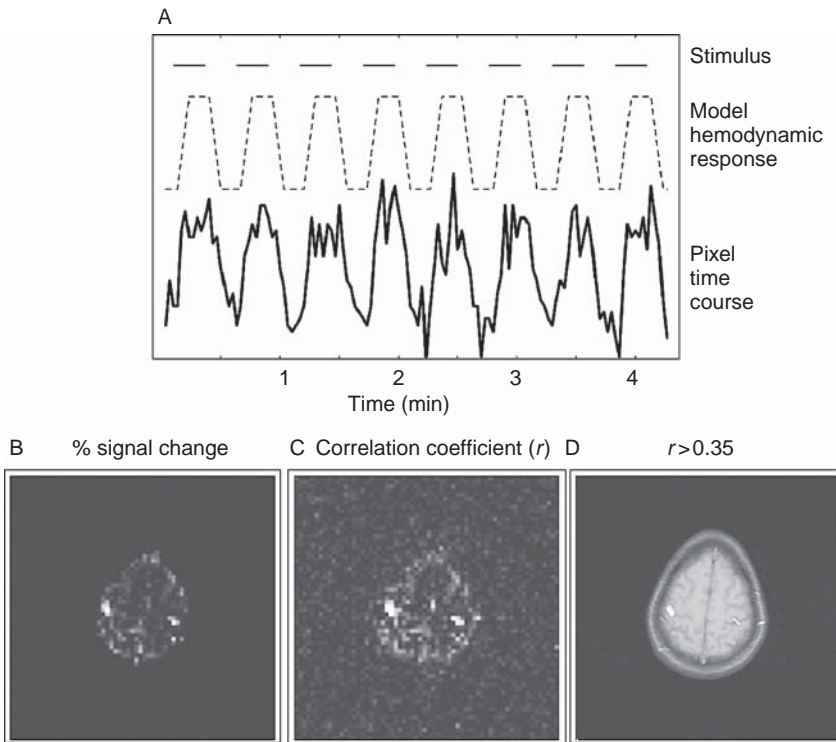 A
Stimulus
Model
hemodynamic
response
Pixel
time
course
1 2 3 4
Time (min)
B % signal change
C Correlation coefficient (r)
D r > 0.35